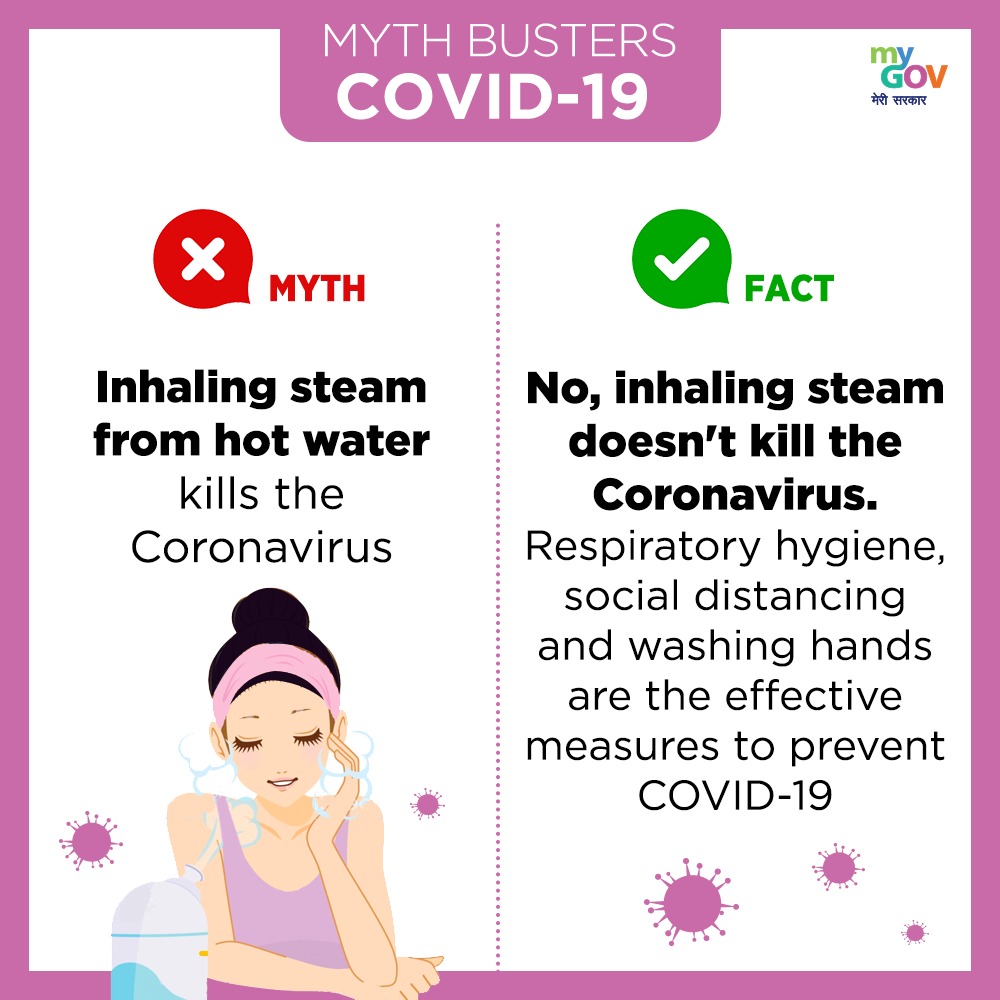 MYTH BUSTERS
COVID-19
my
GOV
मेरी सरकार
MYTH
Inhaling steam
from hot water
kills the
Coronavirus
FACT
No, inhaling steam
doesn't kill the
Coronavirus.
Respiratory hygiene,
social distancing
and washing hands
are the effective
measures to prevent
COVID-19